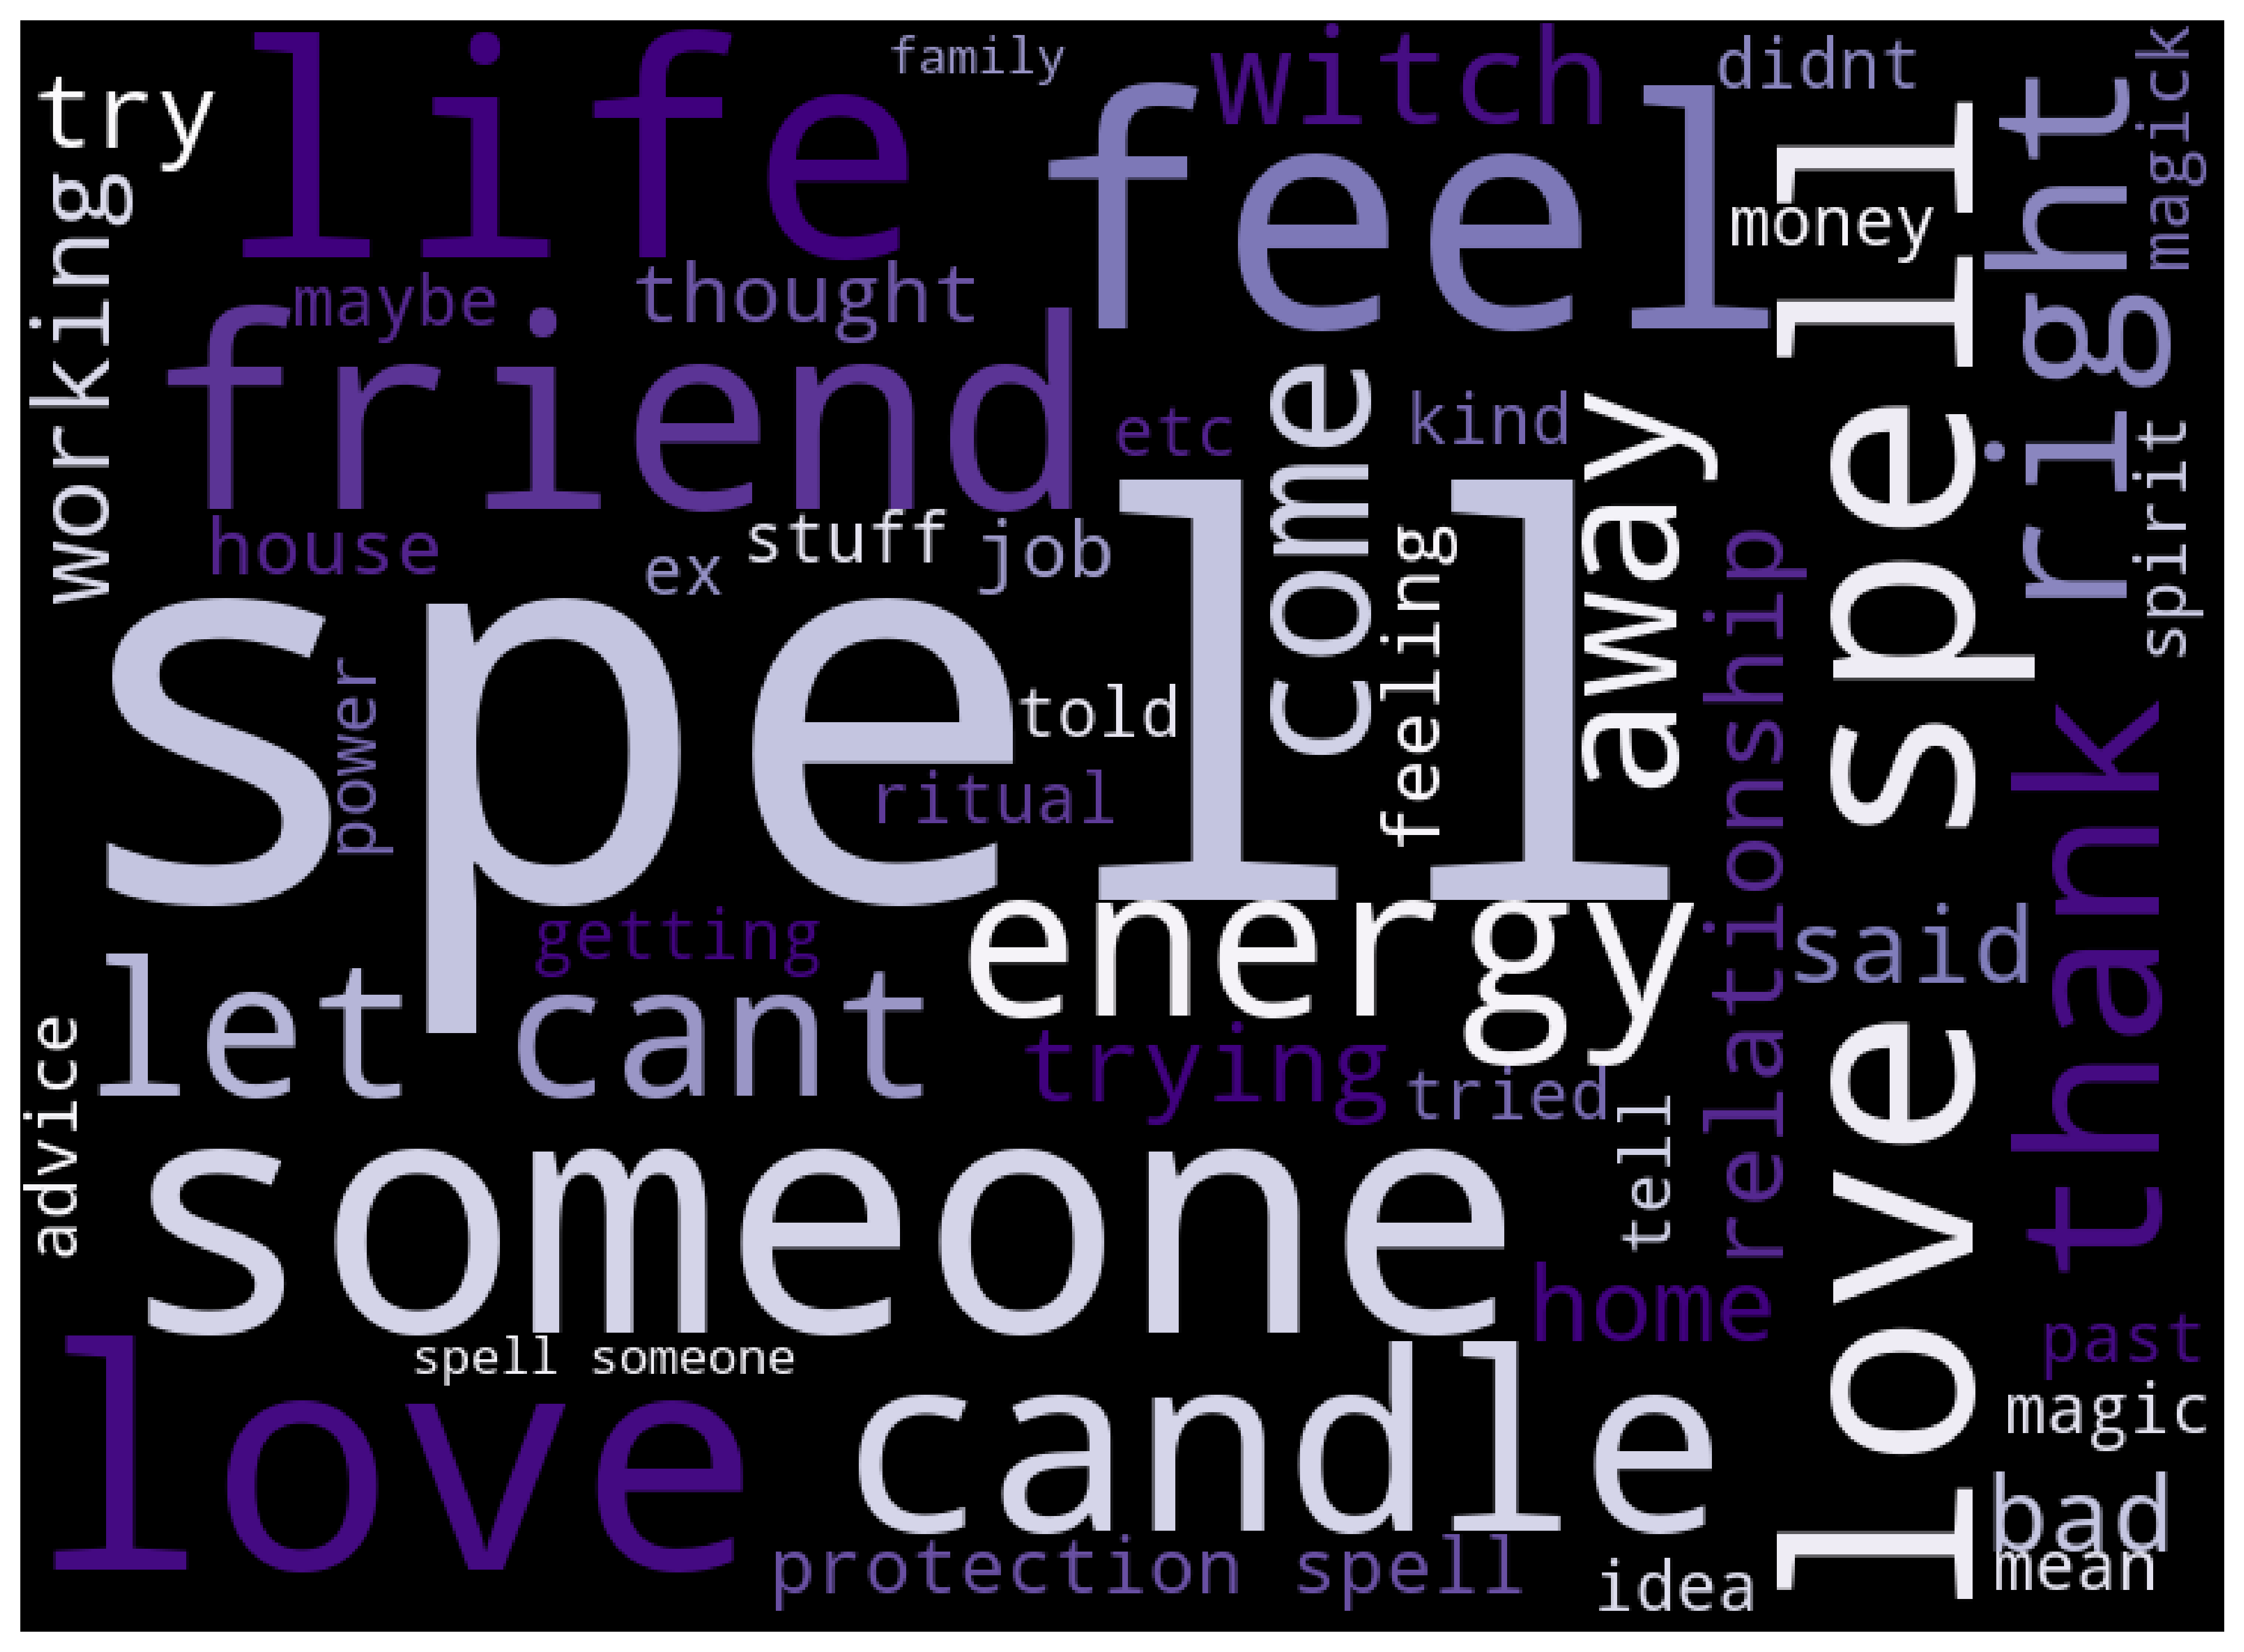 family
witch
didnt
magick
try
life
feel
money
love spell
right
working
maybe
thought
friend
come
kind
away
etc
spirit
house
ex
stuff
job
feeling
relationship
spell
power
told
ritual
thank
getting
energy
said
let
cant
trying
tried
tell
advice
someone
home
past
spell someone
love
candle
magic
bad
mean
protection spell
idea